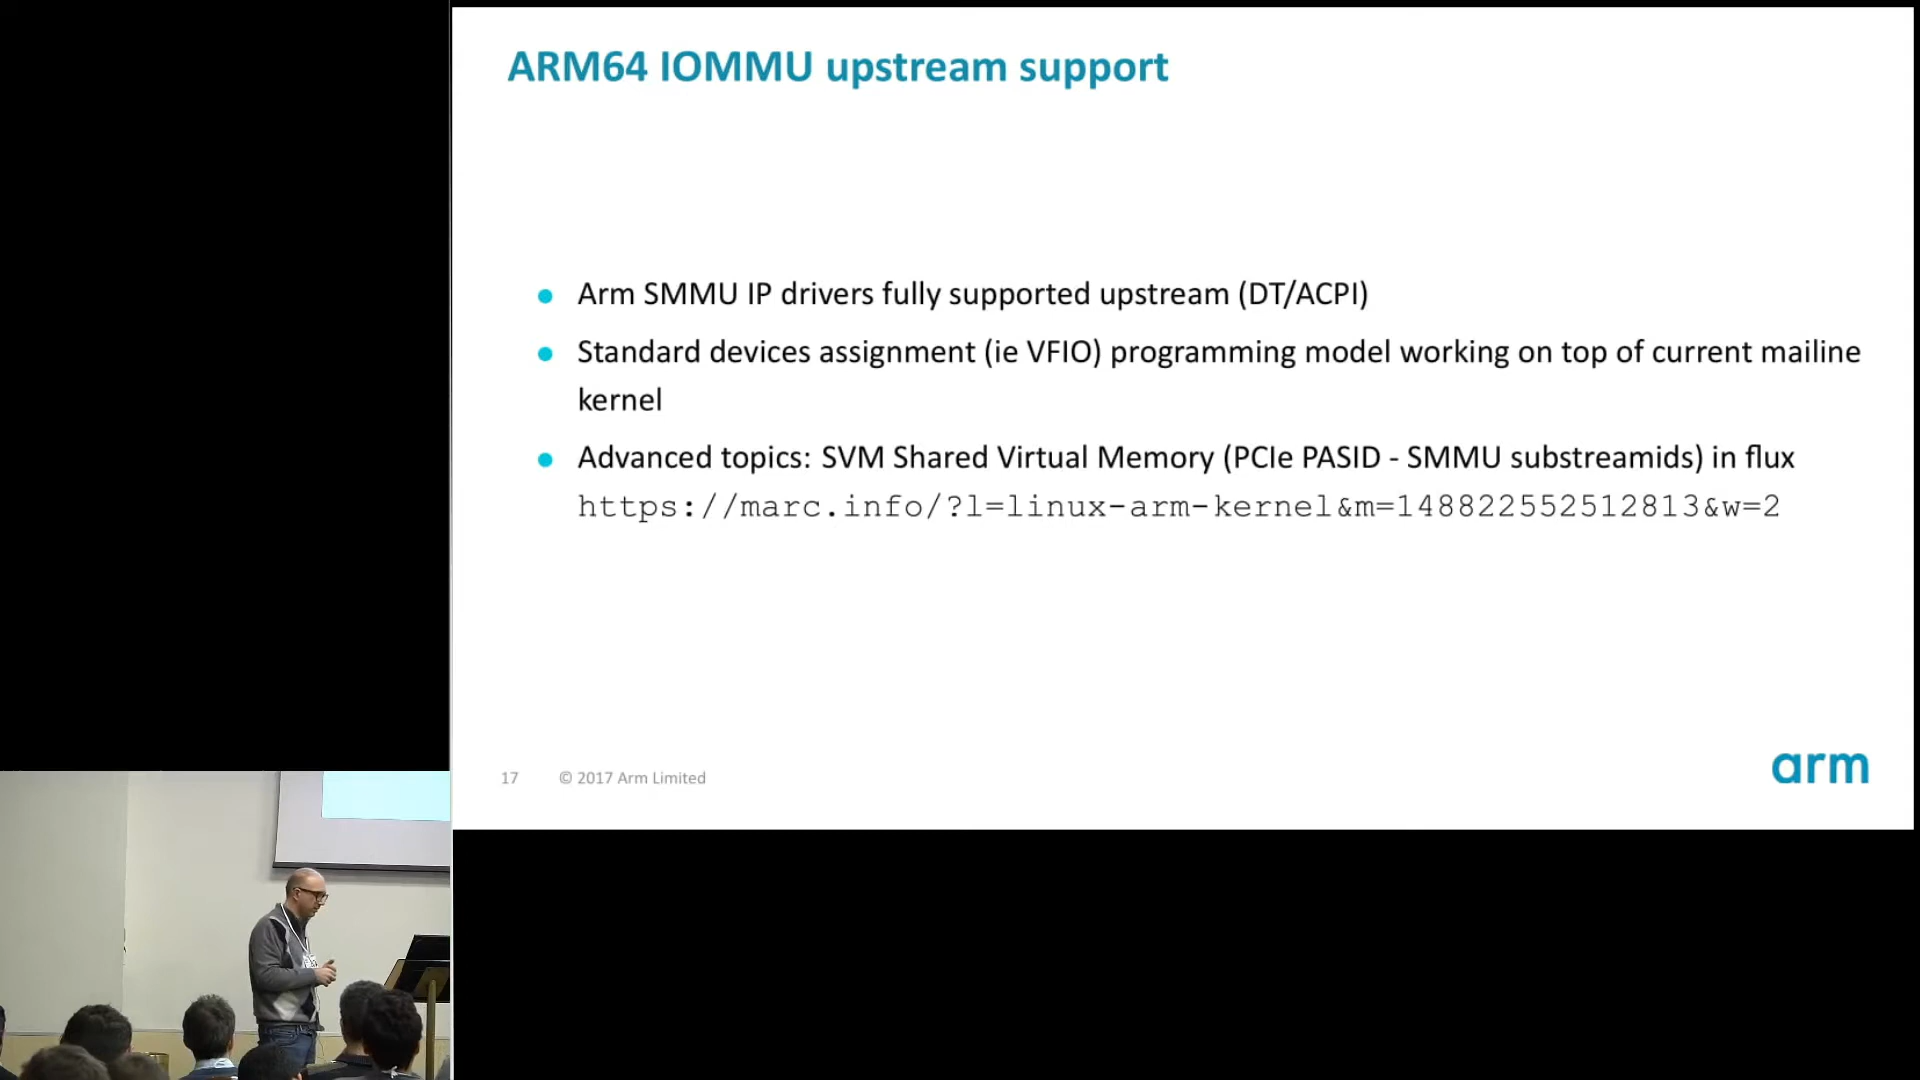 ARM64 IOMMU upstream support
Arm SMMU IP drivers fully supported upstream (DT/ACPI)
Standard devices assignment (ie VFIO) programming model working on top of current mailine
kernel
Advanced topics: SVM Shared Virtual Memory (PCIe PASID - SMMU substreamids) in flux
https://marc.info/?l=linux-arm-kernel&m=148822552512813&w=2
17 © 2017 Arm Limited
arm